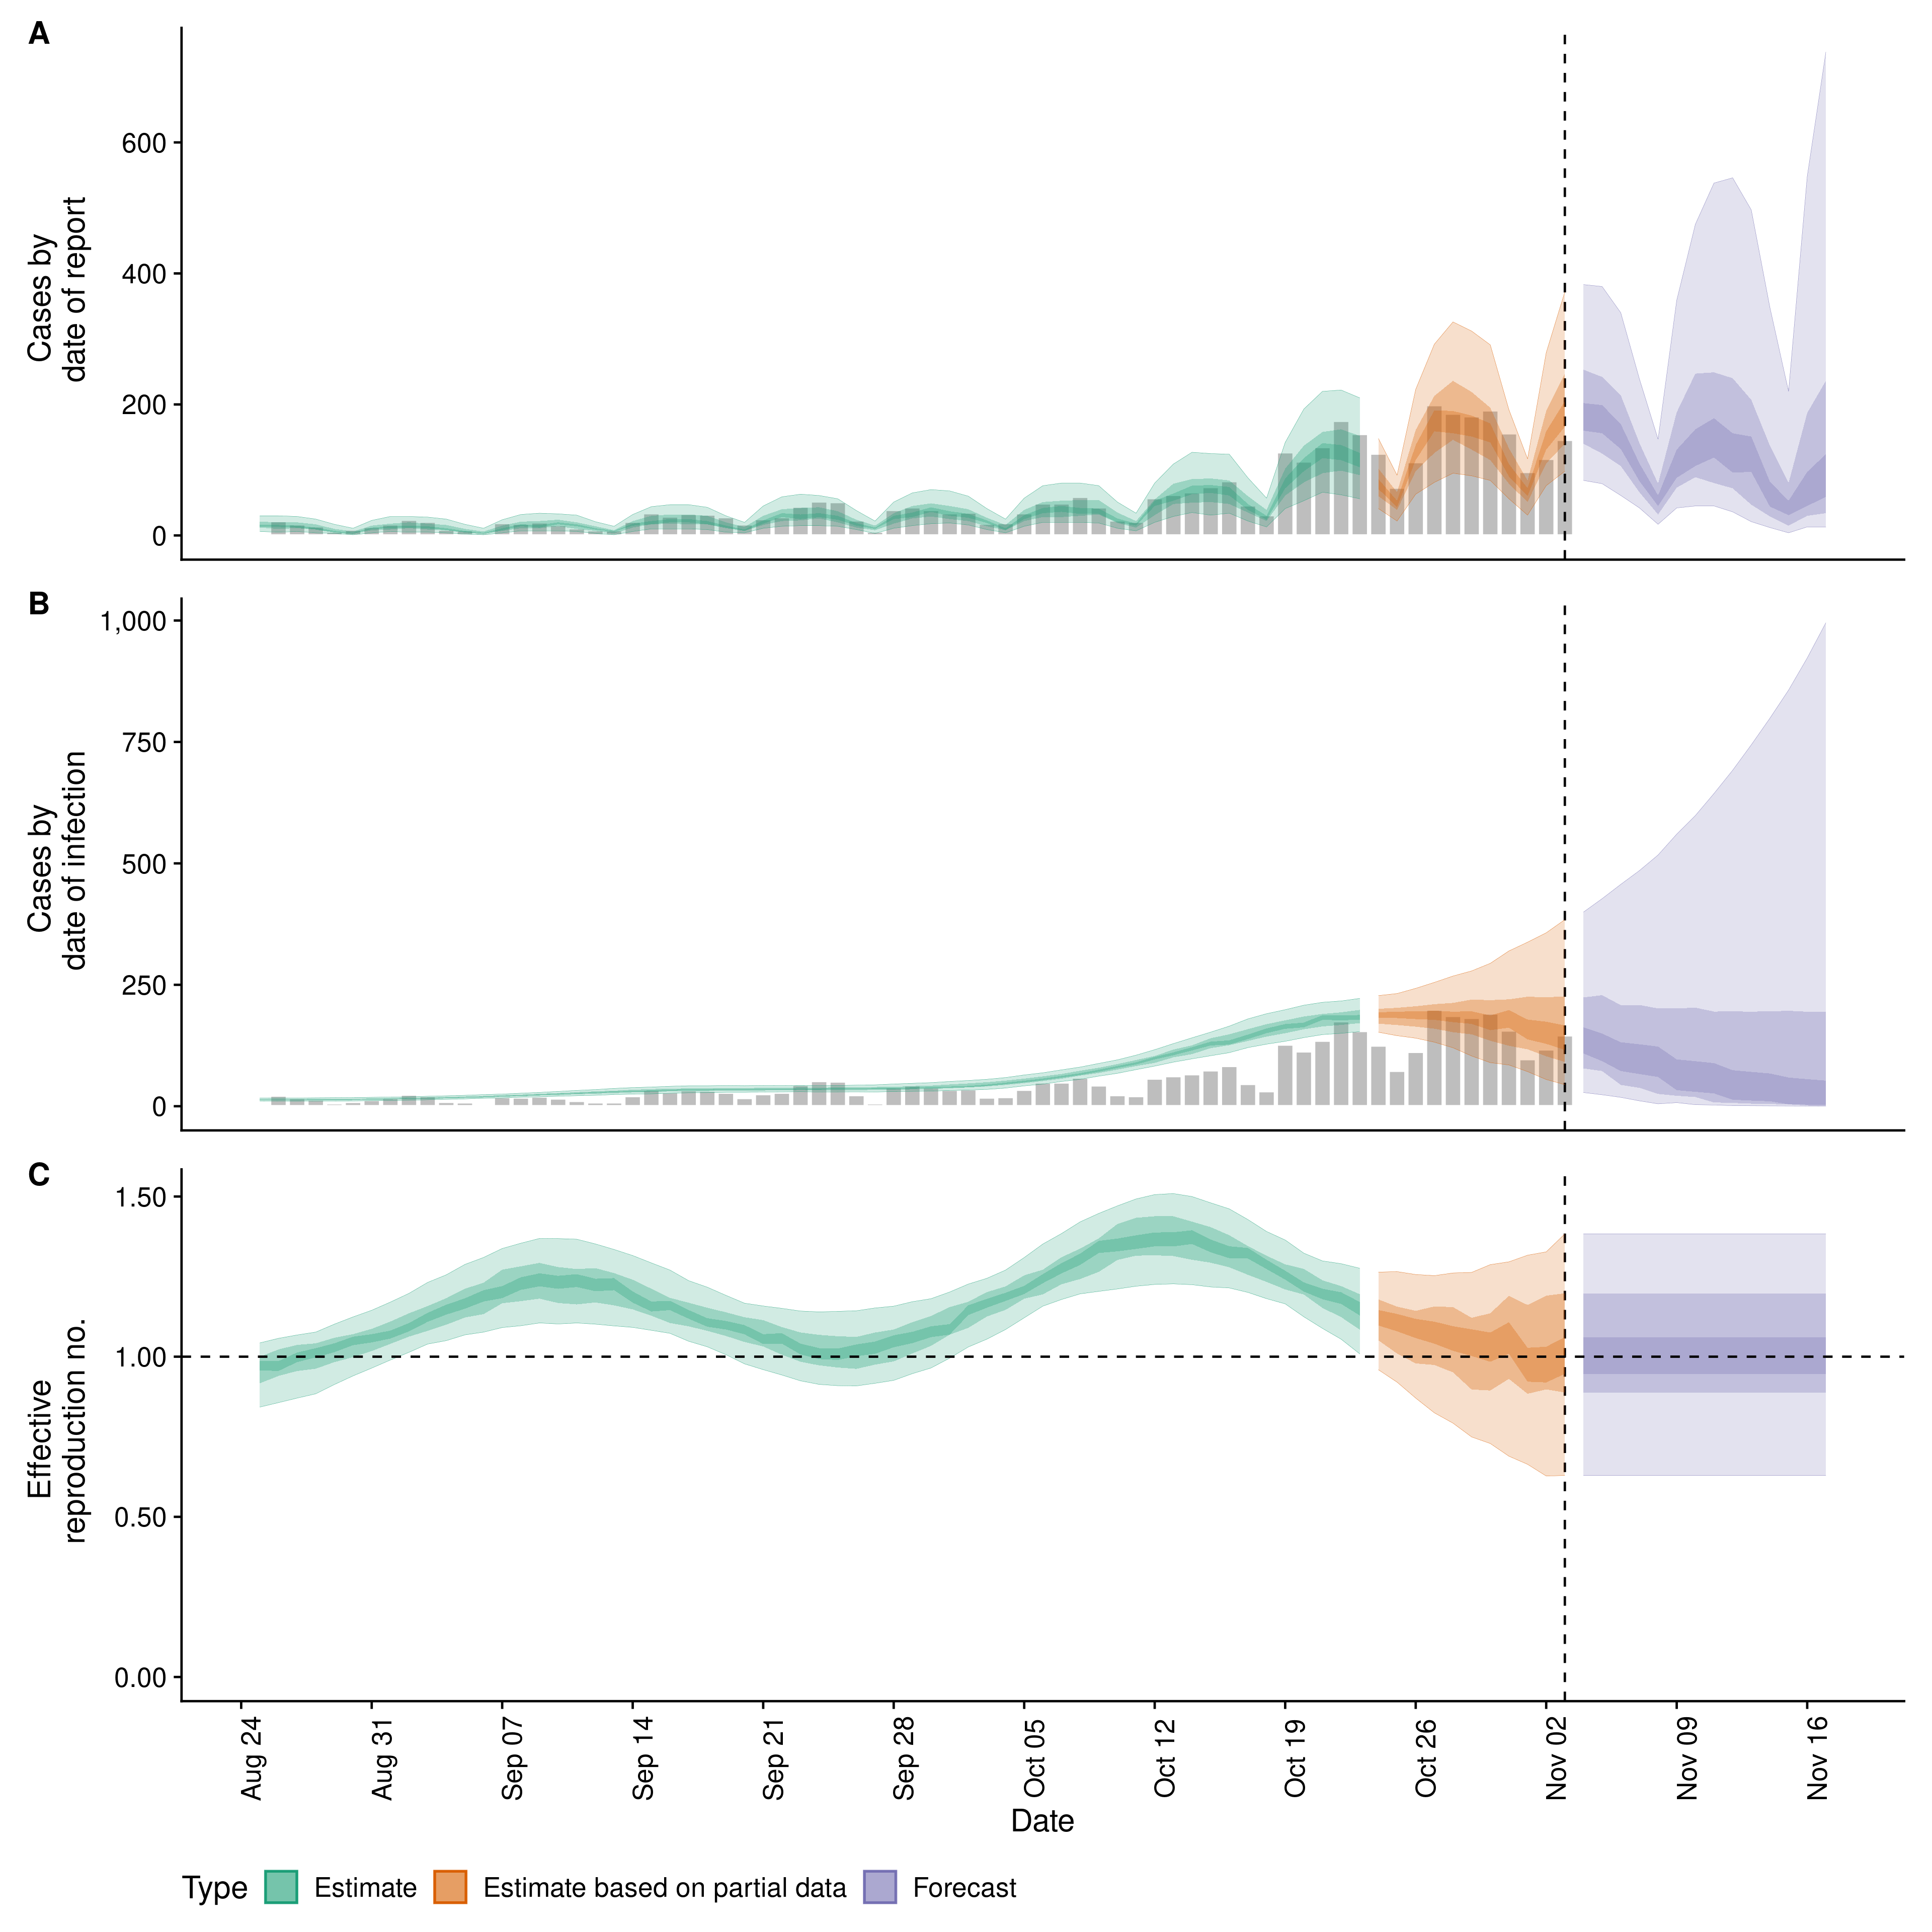 A
Cases by
date of report
600
400
200
0
B
Cases by
date of infection
1,000
750
500
250
0
C
Effective
reproduction no.
1.50
1.00
0.50
0.00
Aug 24
Aug 31
Sep 07
Sep 14
Sep 21
Sep 28
Oct 05
Oct 12
Oct 19
Oct 26
Nov 02
Nov 09
Nov 16
Date
Type Estimate Estimate based on partial data Forecast